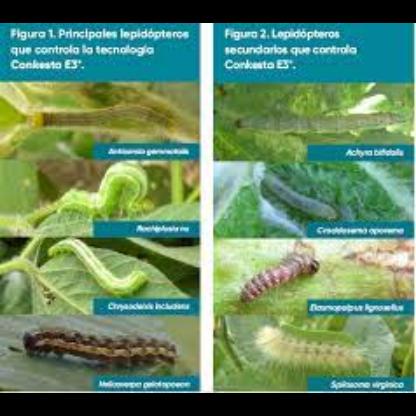 Figura 1. Principales lepidópteros
que controla la tecnología
Conkesta E3®.
Anticarsia gemmatalis
Rachiplusia nu
Chrysodeixis includens
Helicoverpa gelotopoeon
Figura 2. Lepidópteros
secundarios que controla
Conkesta E3®.
Achyra bifidalis
Crocidosema aporema
Elasmopalpus lignosellus
Spilosoma virginica